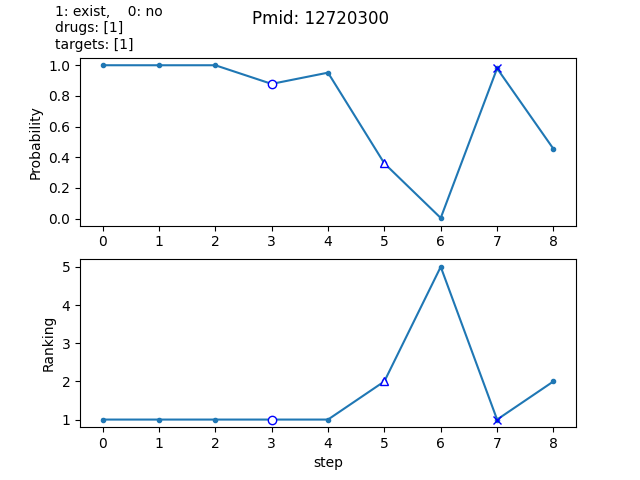 1: exist,    0: no
drugs: [1]
targets: [1]
Pmid: 12720300
Probability
1.0
0.8
0.6
0.4
0.2
0.0
0 1 2 3 4 5 6 7 8
Ranking
5
4
3
2
1
0 1 2 3 4 5 6 7 8
step